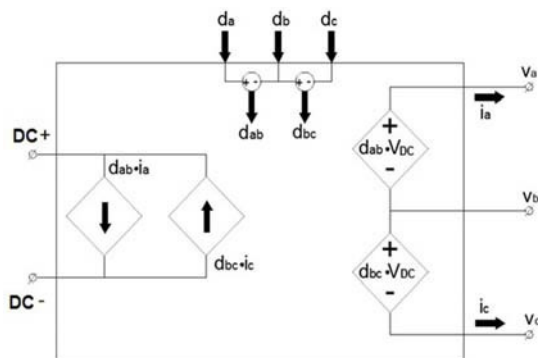 da db dc
+ - + -
dab dbc
va
ia
DC+
dab·ia
+
dab·VDC
-
vb
+
dbc·VDC
-
dbc·ic
DC-
ic